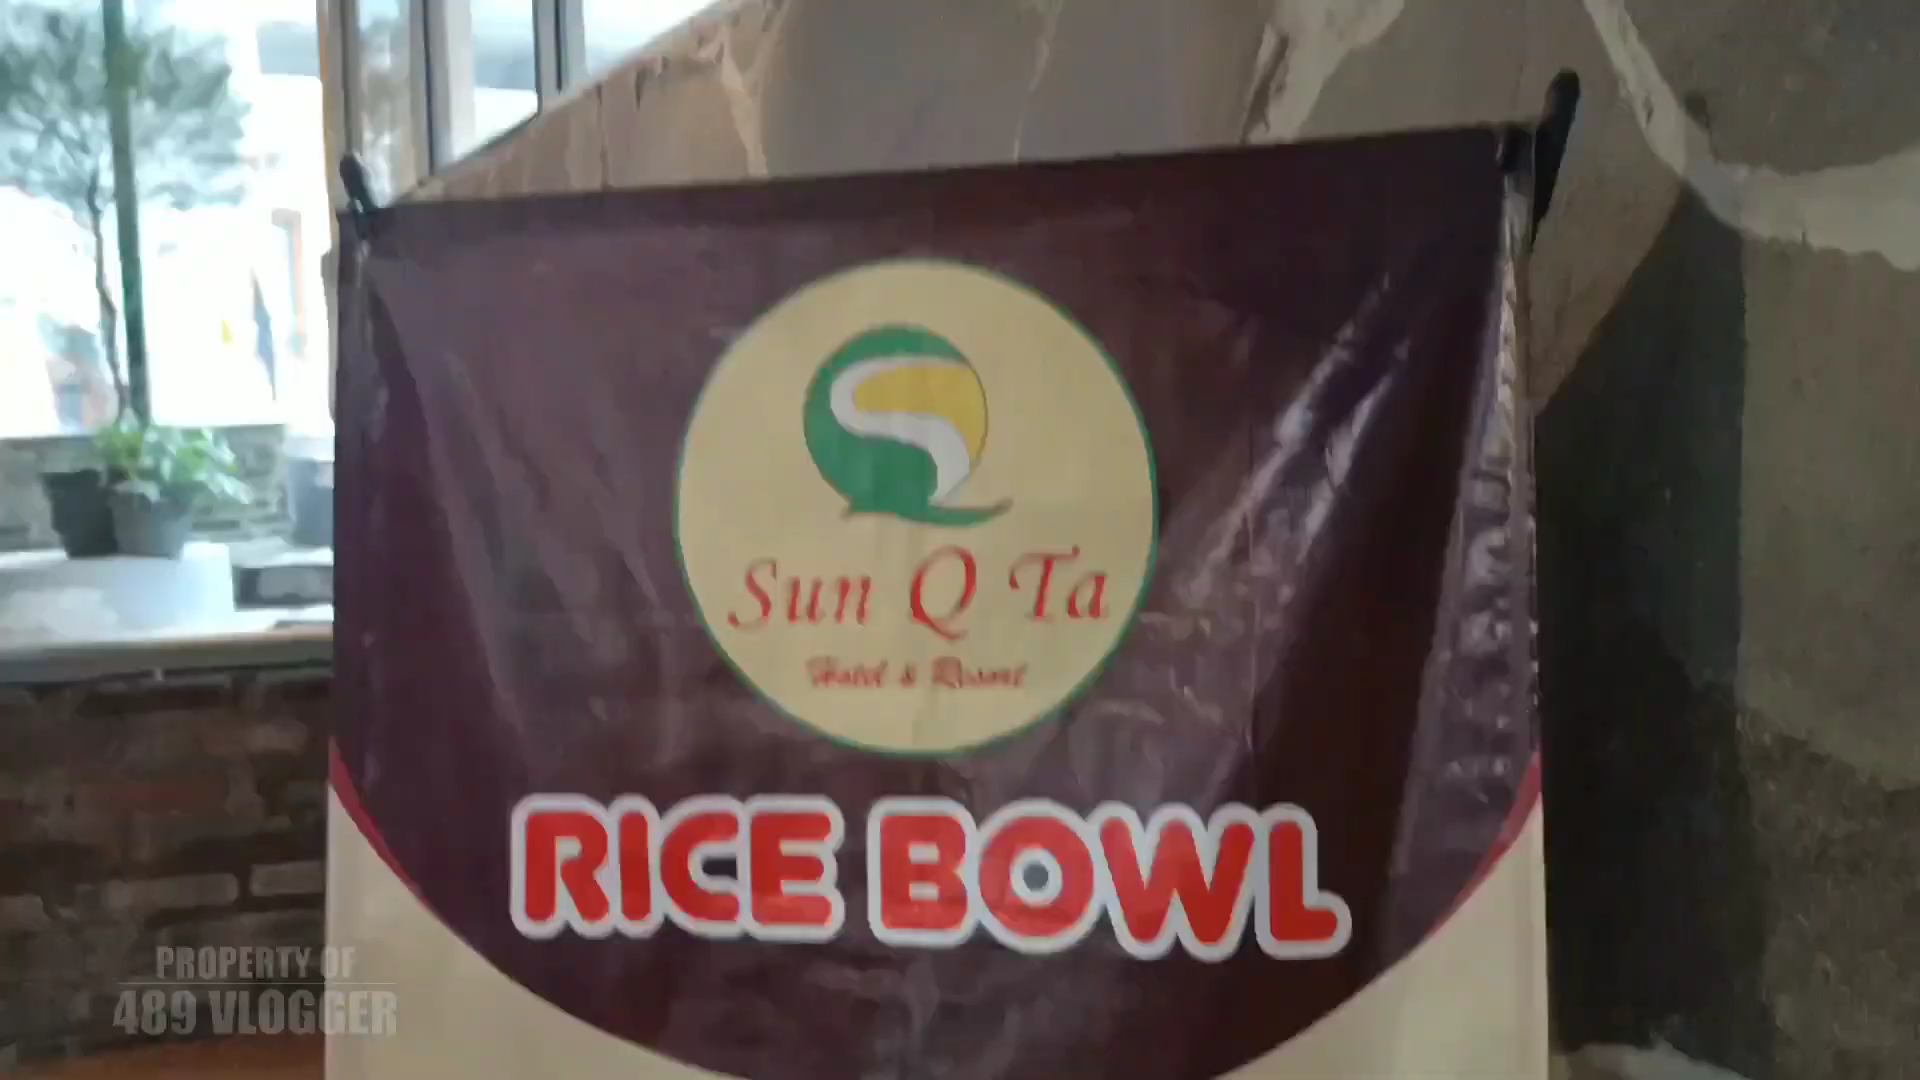 Sun Q Ta
Hotel & Resort
RICE BOWL
PROPERTY OF
489 VLOGGER